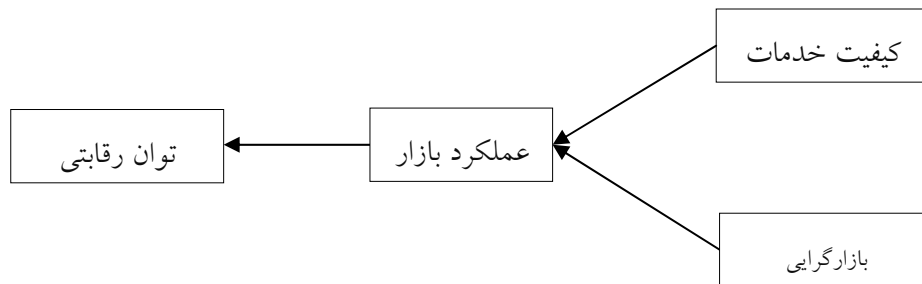 کیفیت خدمات
عملکرد بازار
توان رقابتی
بازارگرایی